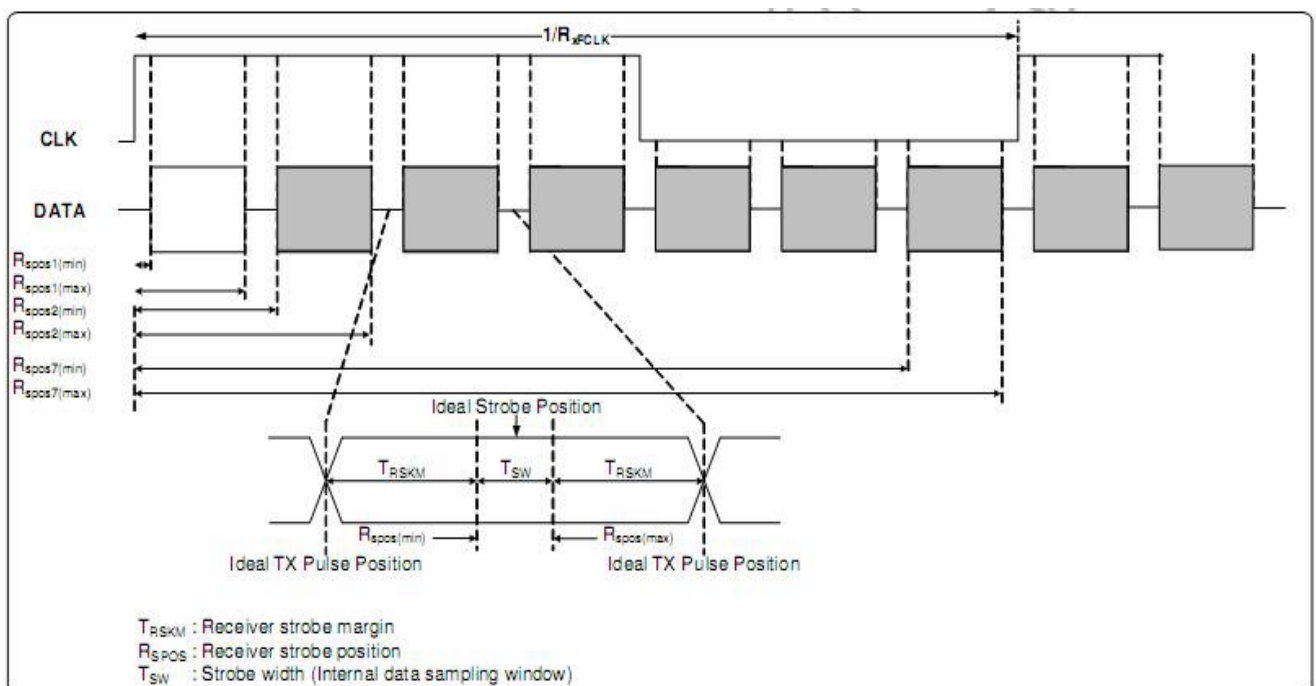 1/RxFCLK
CLK
DATA
Rspos1(min)
Rspos1(max)
Rspos2(min)
Rspos2(max)
Rspos7(min)
Rspos7(max)
Ideal Strobe Position
TRSKM TSW TRSKM
Rspos(min) Rspos(max)
Ideal TX Pulse Position Ideal TX Pulse Position
TRSKM : Receiver strobe margin
RSPOS : Receiver strobe position
TSW : Strobe width (Internal data sampling window)